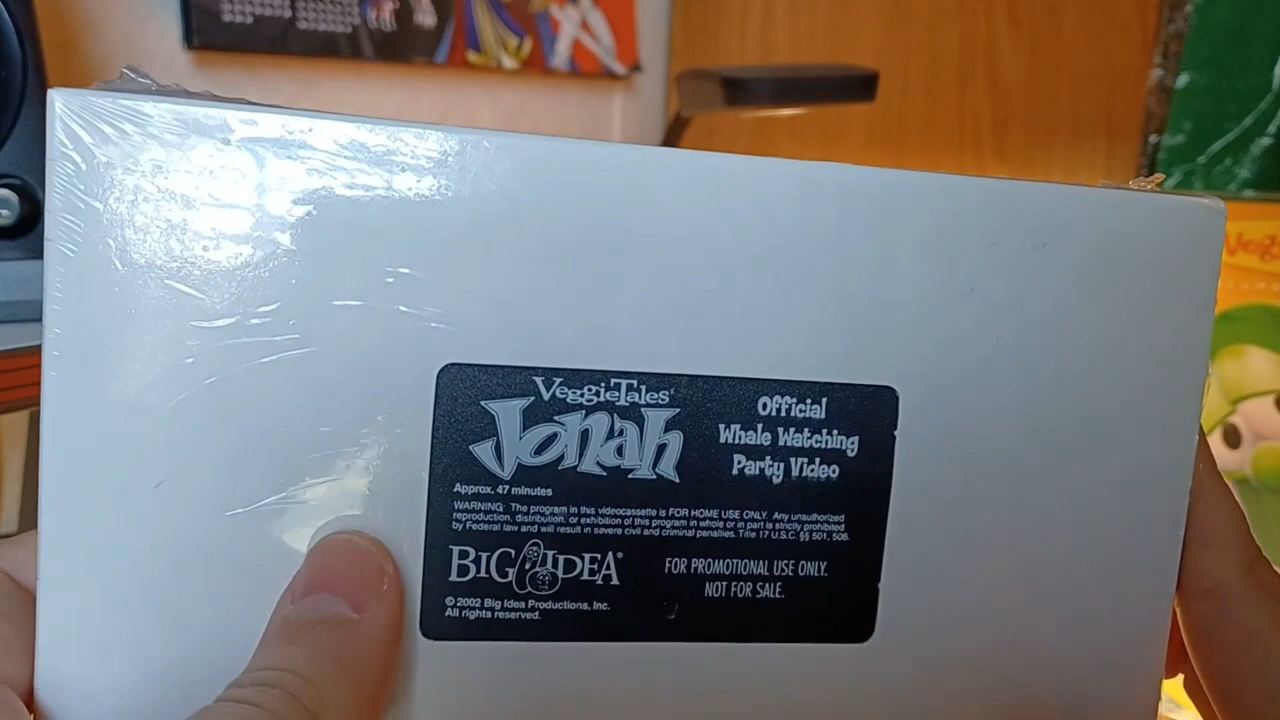 VeggieTales
Jonah
Official
Whale Watching
Party Video
Approx. 47 minutes
WARNING: The program in this videocassette is FOR HOME USE ONLY. Any unauthorized
reproduction, distribution, or exhibition of this program in whole or in part is strictly prohibited
by Federal law and will result in severe civil and criminal penalties. Title 17 U.S.C. §§ 501, 506.
BIG IDEA®
FOR PROMOTIONAL USE ONLY.
NOT FOR SALE.
© 2002 Big Idea Productions, Inc.
All rights reserved.